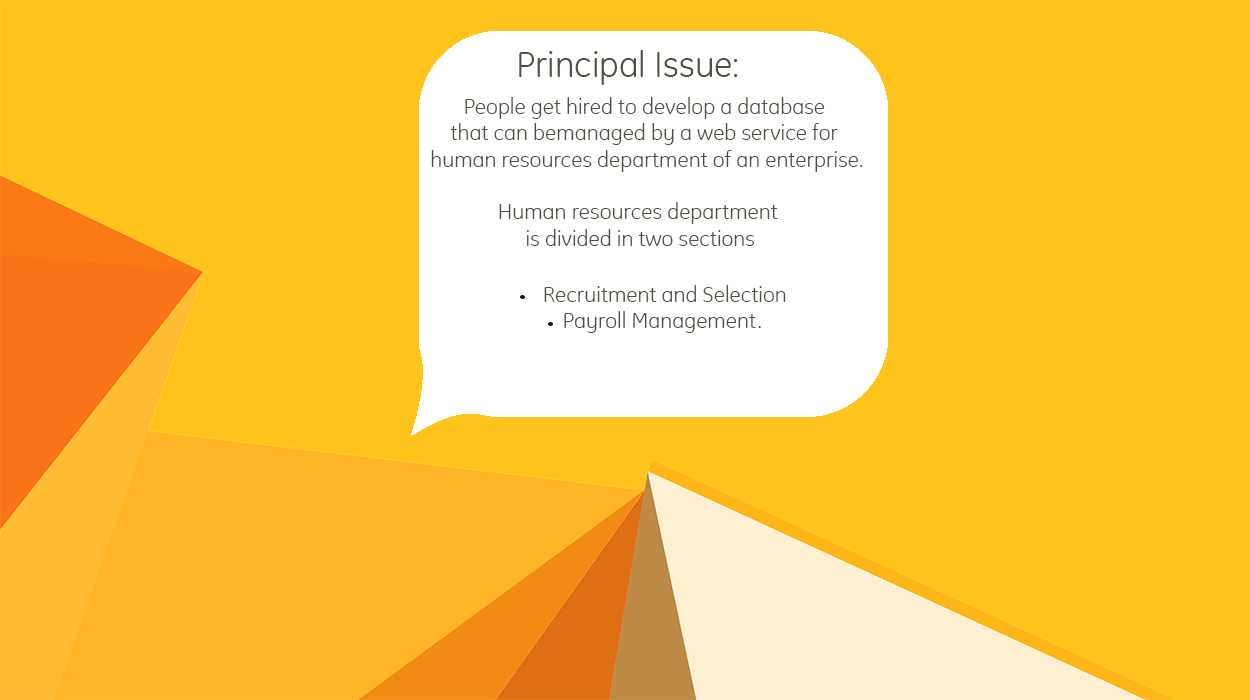 Principal Issue:
People get hired to develop a database
that can bemanaged by a web service for
human resources department of an enterprise.
Human resources department
is divided in two sections
• Recruitment and Selection
• Payroll Management.